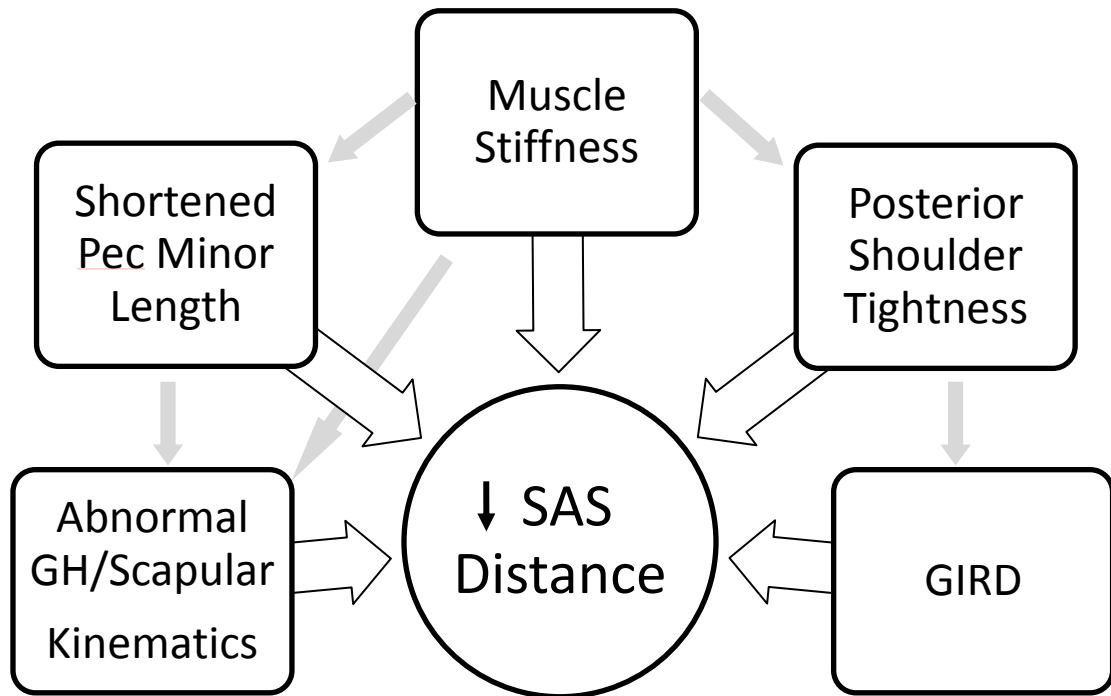 Muscle
Stiffness
Shortened
Pec Minor
Length
Posterior
Shoulder
Tightness
Abnormal
GH/Scapular
Kinematics
↓ SAS
Distance
GIRD